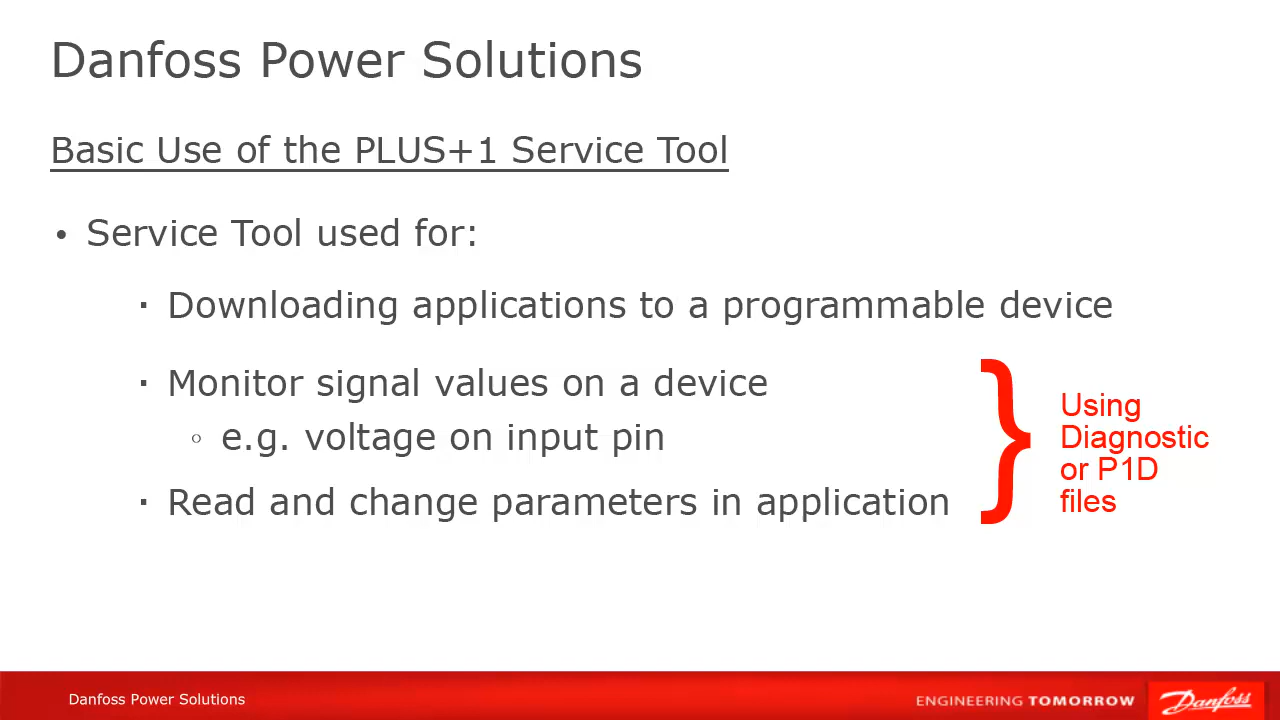 Danfoss Power Solutions
Basic Use of the PLUS+1 Service Tool
• Service Tool used for:
▪ Downloading applications to a programmable device
▪ Monitor signal values on a device
○ e.g. voltage on input pin
▪ Read and change parameters in application
}
Using
Diagnostic
or P1D
files
Danfoss Power Solutions
ENGINEERING TOMORROW
Danfoss